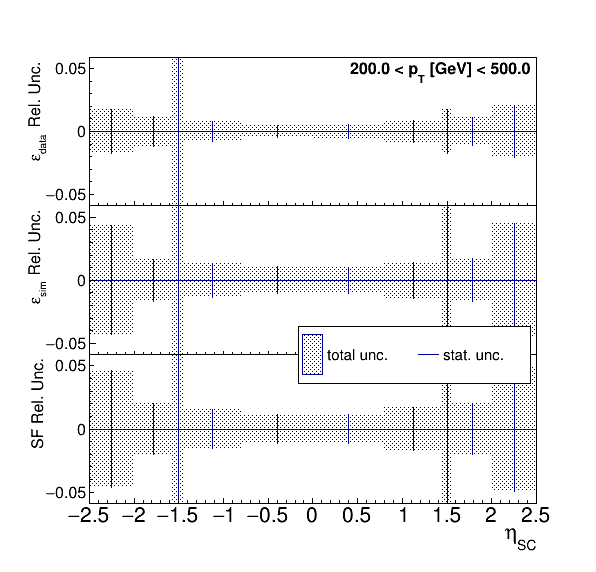 200.0 < p_T [GeV] < 500.0
ε_data Rel. Unc.
0.05
0
−0.05
ε_sim Rel. Unc.
0.05
0
−0.05
total unc.
stat. unc.
SF Rel. Unc.
0.05
0
−0.05
−2.5 −2 −1.5 −1 −0.5 0 0.5 1 1.5 2 2.5
η_SC